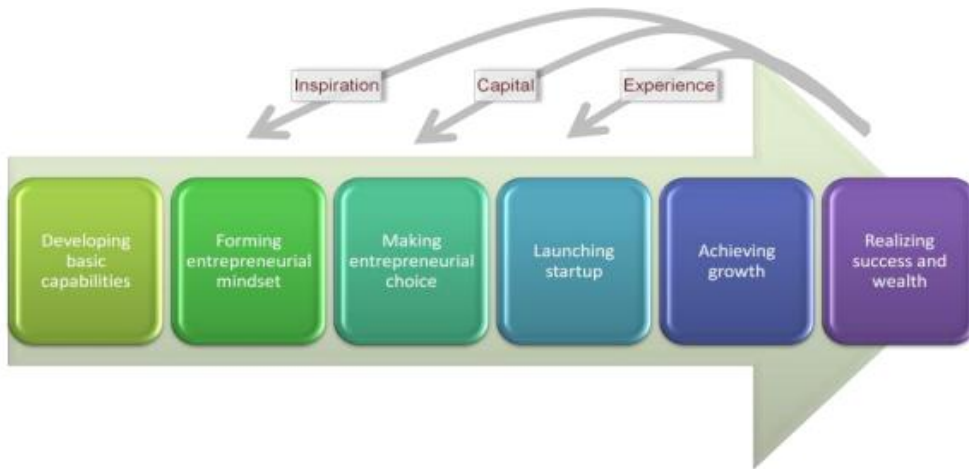 Inspiration
Capital
Experience
Developing
basic
capabilities
Forming
entrepreneurial
mindset
Making
entrepreneurial
choice
Launching
startup
Achieving
growth
Realizing
success and
wealth